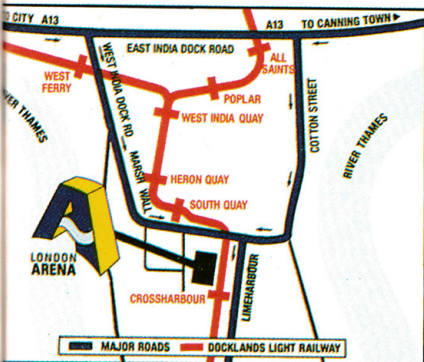 CITY A13
A13 TO CANNING TOWN
EAST INDIA DOCK ROAD
ALL
SAINTS
WEST
FERRY
WEST INDIA DOCK RD
POPLAR
WEST INDIA QUAY
COTTON STREET
RIVER THAMES
RIVER THAMES
MARSH WALL
HERON QUAY
SOUTH QUAY
LONDON
ARENA
CROSSHARBOUR
LIMEHARBOUR
MAJOR ROADS DOCKLANDS LIGHT RAILWAY